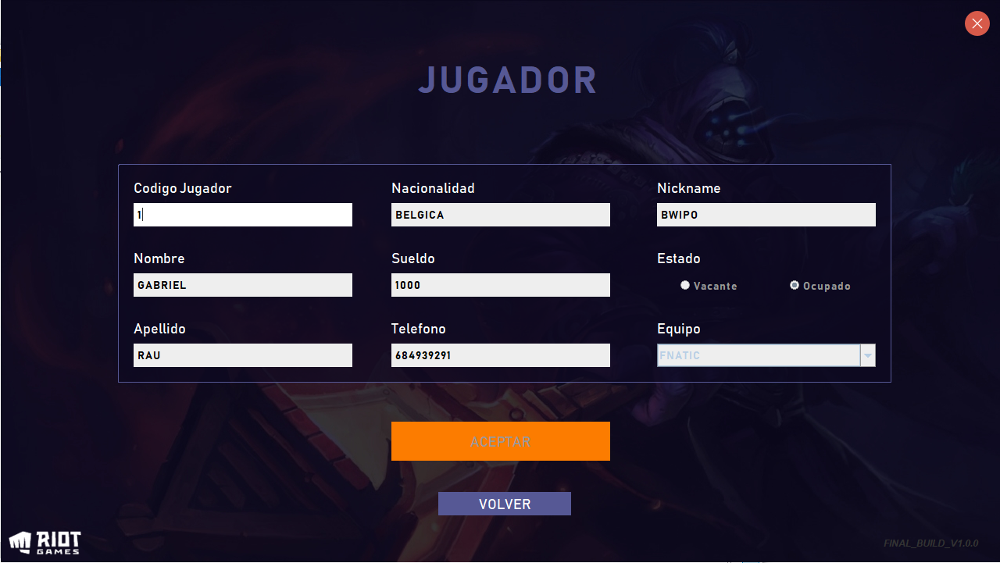 JUGADOR
Codigo Jugador
1
Nacionalidad
BELGICA
Nickname
BWIPO
Nombre
GABRIEL
Sueldo
1000
Estado
Vacante
Ocupado
Apellido
RAU
Telefono
684939291
Equipo
FNATIC
ACEPTAR
VOLVER
RIOT
GAMES
FINAL_BUILD_V1.0.0